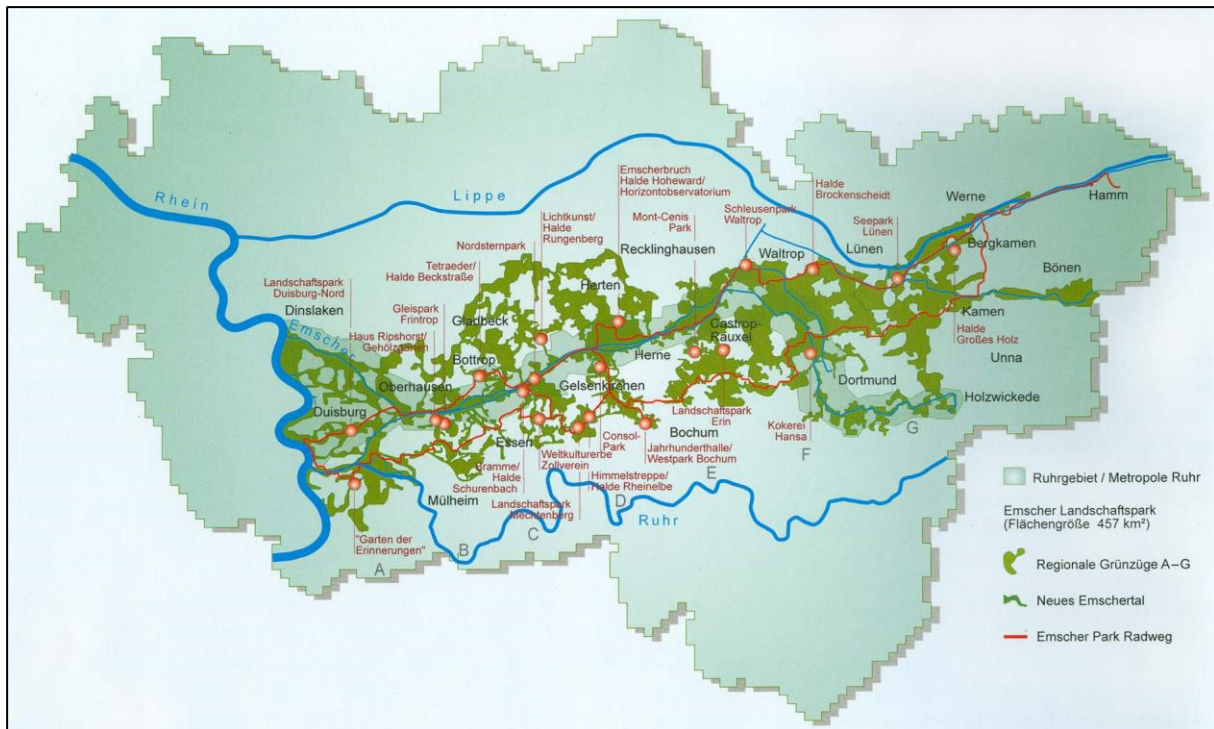 Rhein
Lippe
Emscher
Ruhr
Emscherbruch
Halde Hoheward/
Horizontobservatorium
Halde
Brockenscheidt
Lichtkunst/
Halde
Rungenberg
Mont-Cenis
Park
Schleusenpark
Waltrop
Seepark
Lünen
Werne
Hamm
Nordsternpark
Recklinghausen
Waltrop
Lünen
Bergkamen
Tetraeder/
Halde Beckstraße
Landschaftspark
Duisburg-Nord
Gleispark
Frintrop
Herten
Bönen
Dinslaken
Gladbeck
Castrop-
Rauxel
Kamen
Haus Ripshorst/
Gehölzgarten
Halde
Großes Holz
Bottrop
Herne
Unna
Oberhausen
Gelsenkirchen
Dortmund
Duisburg
Holzwickede
Landschaftspark
Erin
Essen
Bochum
Kokerei
Hansa
Consol-
Park
Jahrhunderthalle/
Westpark Bochum
Weltkulturerbe
Zollverein
Bramme/
Halde
Schurenbach
Himmelstreppe/
Halde Rheinelbe
Landschaftspark
Mechtenberg
Mülheim
"Garten der
Erinnerungen"
A
B
C
D
E
F
G
Ruhrgebiet / Metropole Ruhr
Emscher Landschaftspark
(Flächengröße 457 km²)
Regionale Grünzüge A–G
Neues Emschertal
Emscher Park Radweg